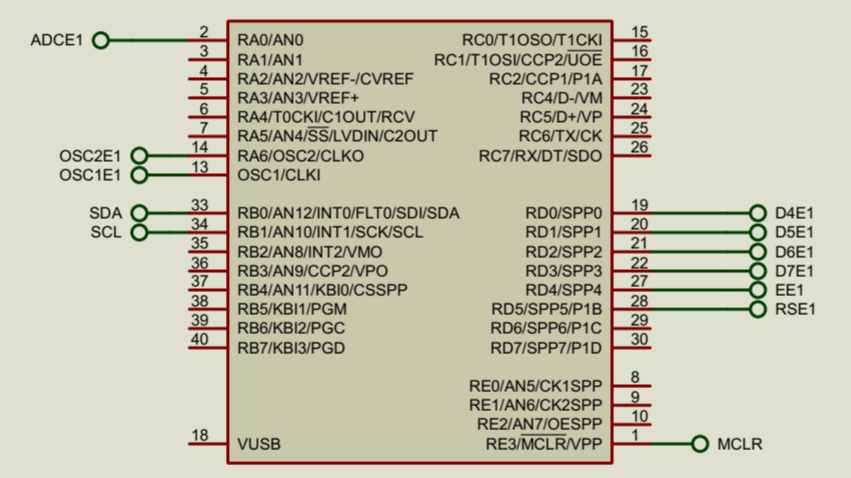 ADCE1 2 RA0/AN0 RC0/T1OSO/T1CKI 15
3 RA1/AN1 RC1/T1OSI/CCP2/UOE 16
4 RA2/AN2/VREF-/CVREF RC2/CCP1/P1A 17
5 RA3/AN3/VREF+ RC4/D-/VM 23
6 RA4/T0CKI/C1OUT/RCV RC5/D+/VP 24
7 RA5/AN4/SS/LVDIN/C2OUT RC6/TX/CK 25
OSC2E1 14 RA6/OSC2/CLKO RC7/RX/DT/SDO 26
OSC1E1 13 OSC1/CLKI
SDA 33 RB0/AN12/INT0/FLT0/SDI/SDA RD0/SPP0 19 D4E1
SCL 34 RB1/AN10/INT1/SCK/SCL RD1/SPP1 20 D5E1
35 RB2/AN8/INT2/VMO RD2/SPP2 21 D6E1
36 RB3/AN9/CCP2/VPO RD3/SPP3 22 D7E1
37 RB4/AN11/KBI0/CSSPP RD4/SPP4 27 EE1
38 RB5/KBI1/PGM RD5/SPP5/P1B 28 RSE1
39 RB6/KBI2/PGC RD6/SPP6/P1C 29
40 RB7/KBI3/PGD RD7/SPP7/P1D 30
RE0/AN5/CK1SPP 8
RE1/AN6/CK2SPP 9
RE2/AN7/OESPP 10
18 VUSB RE3/MCLR/VPP 1 MCLR